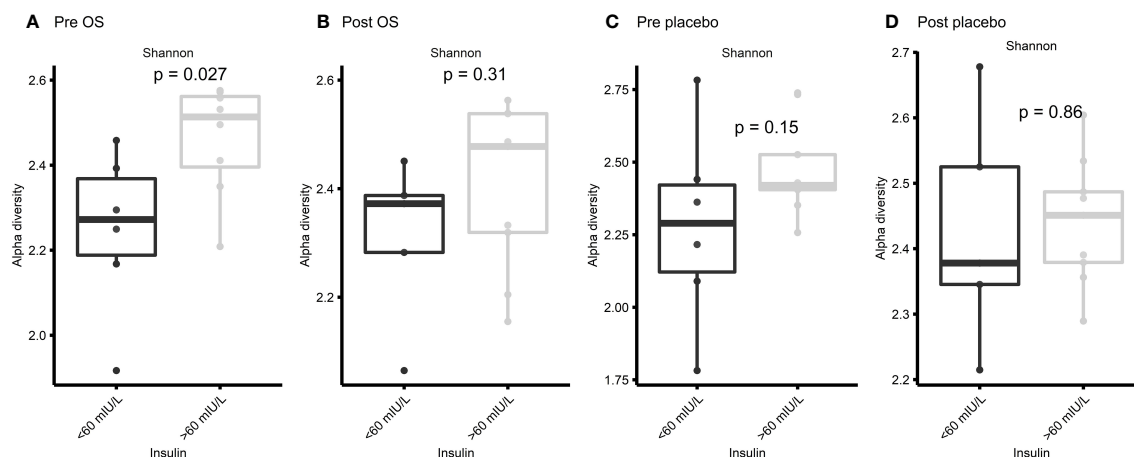 A Pre OS
Shannon
p = 0.027
2.6
2.4
2.2
2.0
Alpha diversity
<60 mIU/L
>60 mIU/L
Insulin
B Post OS
Shannon
p = 0.31
2.6
2.4
2.2
Alpha diversity
<60 mIU/L
>60 mIU/L
Insulin
C Pre placebo
Shannon
p = 0.15
2.75
2.50
2.25
2.00
1.75
Alpha diversity
<60 mIU/L
>60 mIU/L
Insulin
D Post placebo
Shannon
p = 0.86
2.7
2.6
2.5
2.4
2.3
2.2
Alpha diversity
<60 mIU/L
>60 mIU/L
Insulin